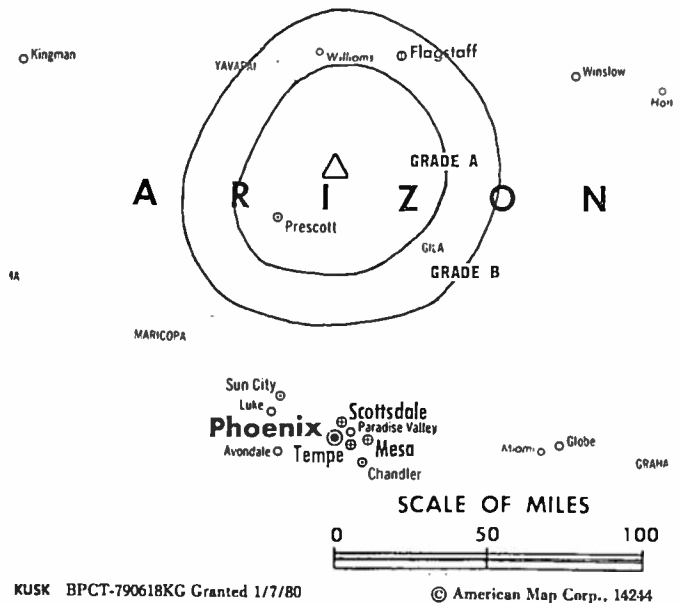 Kingman
YAVAPAI
Williams
Flagstaff
Winslow
GRADE A
A R I Z O N
Prescott
GILA
GRADE B
MARICOPA
Sun City
Luke
Scottsdale
Phoenix
Paradise Valley
Avondale
Tempe
Mesa
Chandler
Miami
Globe
GRAHA
SCALE OF MILES
0 50 100
KUSK BPCT-790618KG Granted 1/7/80
© American Map Corp., 14244